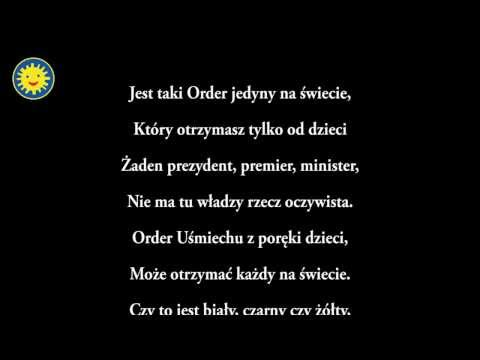 Jest taki Order jedyny na świecie,
Który otrzymasz tylko od dzieci
Żaden prezydent, premier, minister,
Nie ma tu władzy rzecz oczywista.
Order Uśmiechu z poręki dzieci,
Może otrzymać każdy na świecie.
Czy to jest biały, czarny czy żółty,